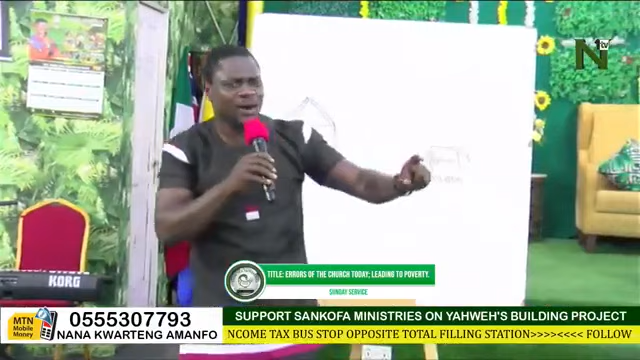 N tv
KORG
TITLE: ERRORS OF THE CHURCH TODAY; LEADING TO POVERTY.
SUNDAY SERVICE
MTN
Mobile
Money
0555307793
NANA KWARTENG AMANFO
SUPPORT SANKOFA MINISTRIES ON YAHWEH'S BUILDING PROJECT
NCOME TAX BUS STOP OPPOSITE TOTAL FILLING STATION>>>><<<< FOLLOW